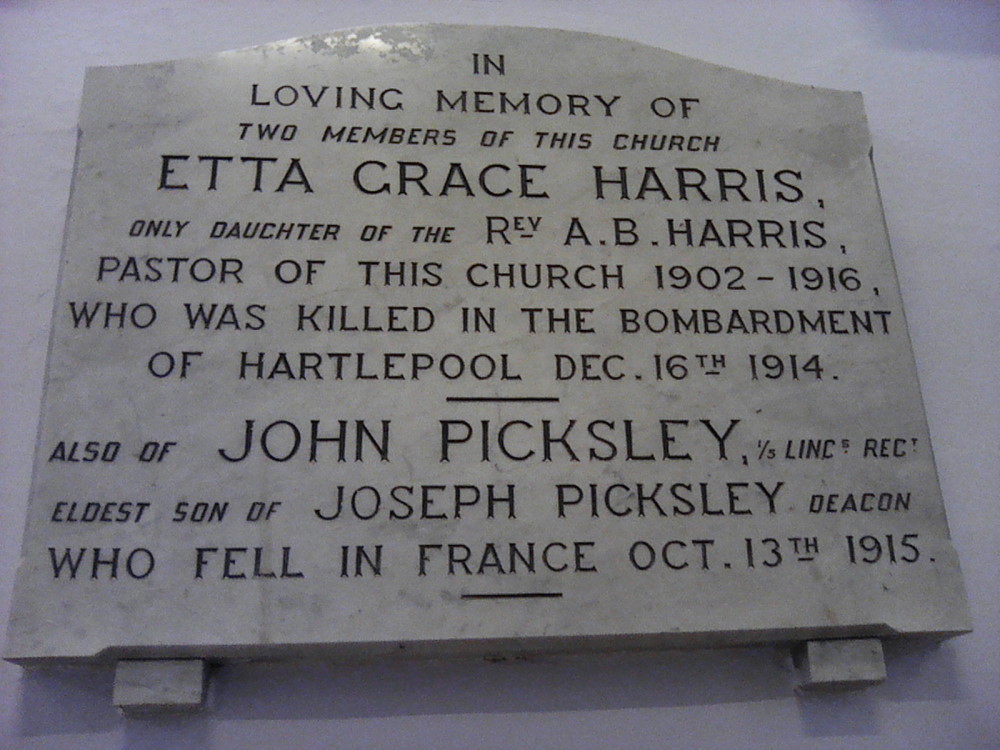 IN
LOVING MEMORY OF
TWO MEMBERS OF THIS CHURCH
ETTA GRACE HARRIS,
ONLY DAUGHTER OF THE REV A.B. HARRIS,
PASTOR OF THIS CHURCH 1902 - 1916,
WHO WAS KILLED IN THE BOMBARDMENT
OF HARTLEPOOL DEC. 16TH 1914.
ALSO OF JOHN PICKSLEY, 1/5 LINCS REGT
ELDEST SON OF JOSEPH PICKSLEY DEACON
WHO FELL IN FRANCE OCT. 13TH 1915.